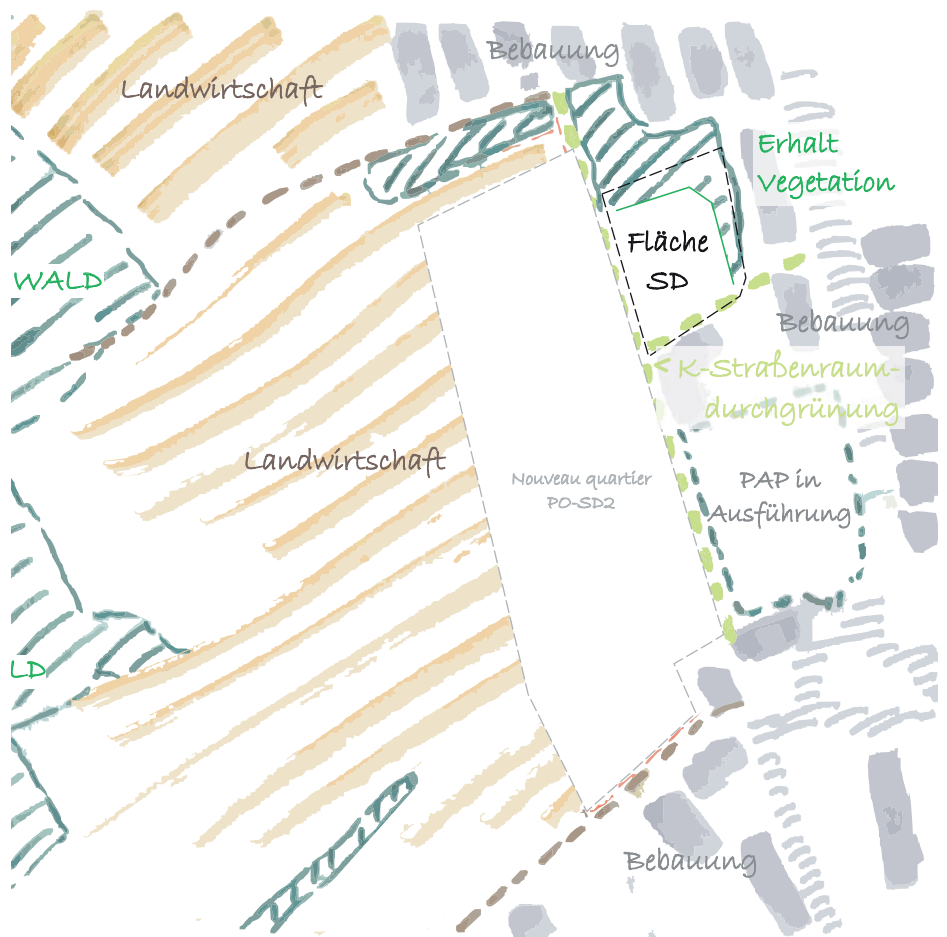 Bebauung
Landwirtschaft
Erhalt
Vegetation
Fläche
SD
WALD
Bebauung
< K-Straßenraum-
durchgrünung
Landwirtschaft
Nouveau quartier
PO-SD2
PAP in
Ausführung
LD
Bebauung